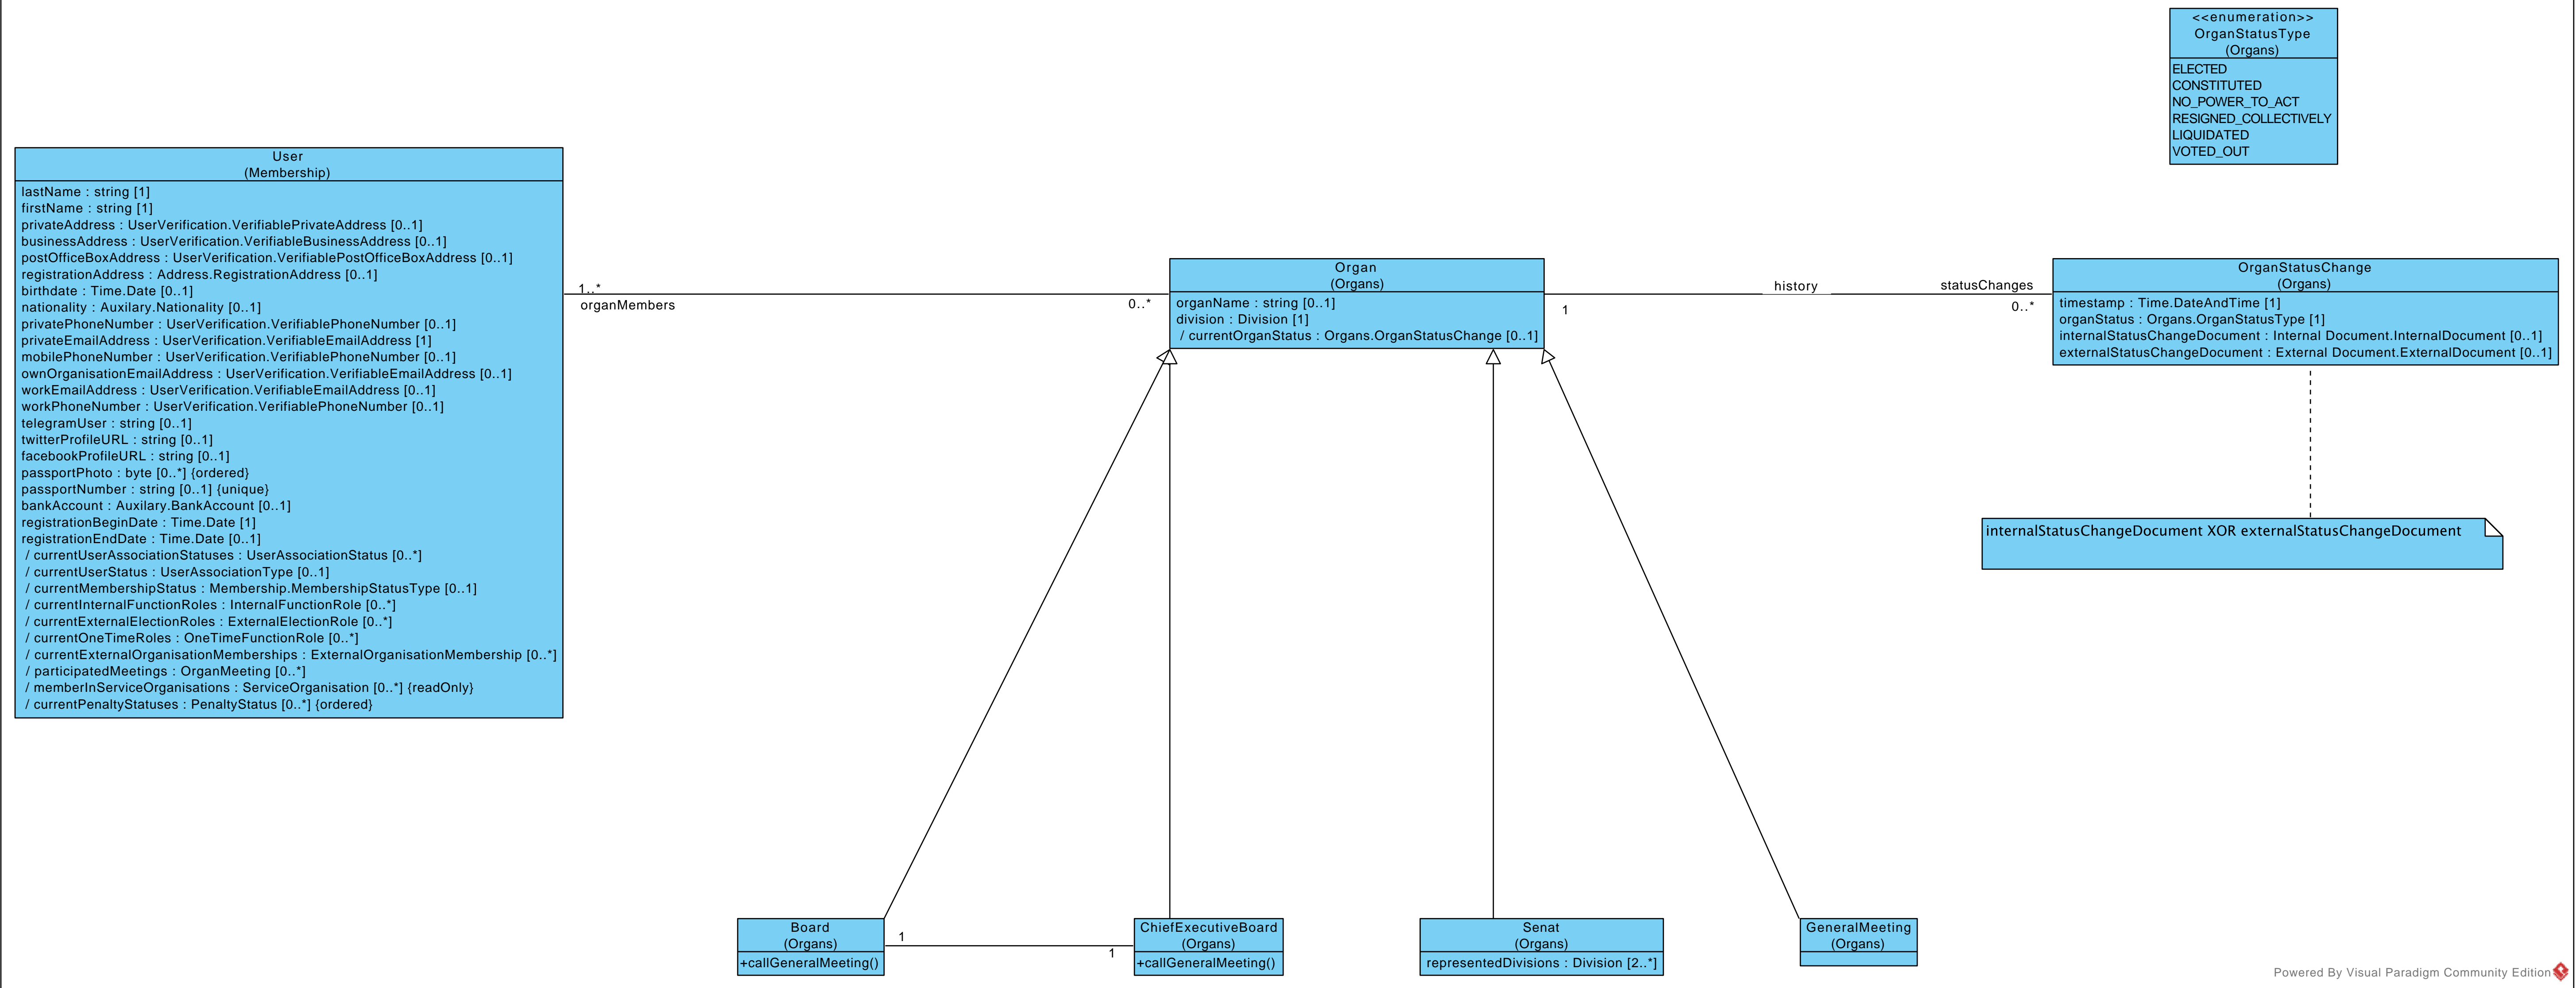 <<enumeration>>
OrganStatusType
(Organs)
ELECTED
CONSTITUTED
NO_POWER_TO_ACT
RESIGNED_COLLECTIVELY
LIQUIDATED
VOTED_OUT
User
(Membership)
lastName : string [1]
firstName : string [1]
privateAddress : UserVerification.VerifiablePrivateAddress [0..1]
businessAddress : UserVerification.VerifiableBusinessAddress [0..1]
postOfficeBoxAddress : UserVerification.VerifiablePostOfficeBoxAddress [0..1]
registrationAddress : Address.RegistrationAddress [0..1]
birthdate : Time.Date [0..1]
nationality : Auxilary.Nationality [0..1]
privatePhoneNumber : UserVerification.VerifiablePhoneNumber [0..1]
privateEmailAddress : UserVerification.VerifiableEmailAddress [1]
mobilePhoneNumber : UserVerification.VerifiablePhoneNumber [0..1]
ownOrganisationEmailAddress : UserVerification.VerifiableEmailAddress [0..1]
workEmailAddress : UserVerification.VerifiableEmailAddress [0..1]
workPhoneNumber : UserVerification.VerifiablePhoneNumber [0..1]
telegramUser : string [0..1]
twitterProfileURL : string [0..1]
facebookProfileURL : string [0..1]
passportPhoto : byte [0..*] {ordered}
passportNumber : string [0..1] {unique}
bankAccount : Auxilary.BankAccount [0..1]
registrationBeginDate : Time.Date [1]
registrationEndDate : Time.Date [0..1]
/ currentUserAssociationStatuses : UserAssociationStatus [0..*]
/ currentUserStatus : UserAssociationType [0..1]
/ currentMembershipStatus : Membership.MembershipStatusType [0..1]
/ currentInternalFunctionRoles : InternalFunctionRole [0..*]
/ currentExternalElectionRoles : ExternalElectionRole [0..*]
/ currentOneTimeRoles : OneTimeFunctionRole [0..*]
/ currentExternalOrganisationMemberships : ExternalOrganisationMembership [0..*]
/ participatedMeetings : OrganMeeting [0..*]
/ memberInServiceOrganisations : ServiceOrganisation [0..*] {readOnly}
/ currentPenaltyStatuses : PenaltyStatus [0..*] {ordered}
1..*
organMembers
0..*
Organ
(Organs)
organName : string [0..1]
division : Division [1]
/ currentOrganStatus : Organs.OrganStatusChange [0..1]
1
history
statusChanges
0..*
OrganStatusChange
(Organs)
timestamp : Time.DateAndTime [1]
organStatus : Organs.OrganStatusType [1]
internalStatusChangeDocument : Internal Document.InternalDocument [0..1]
externalStatusChangeDocument : External Document.ExternalDocument [0..1]
internalStatusChangeDocument XOR externalStatusChangeDocument
Board
(Organs)
+callGeneralMeeting()
1
1
ChiefExecutiveBoard
(Organs)
+callGeneralMeeting()
Senat
(Organs)
representedDivisions : Division [2..*]
GeneralMeeting
(Organs)
Powered By Visual Paradigm Community Edition